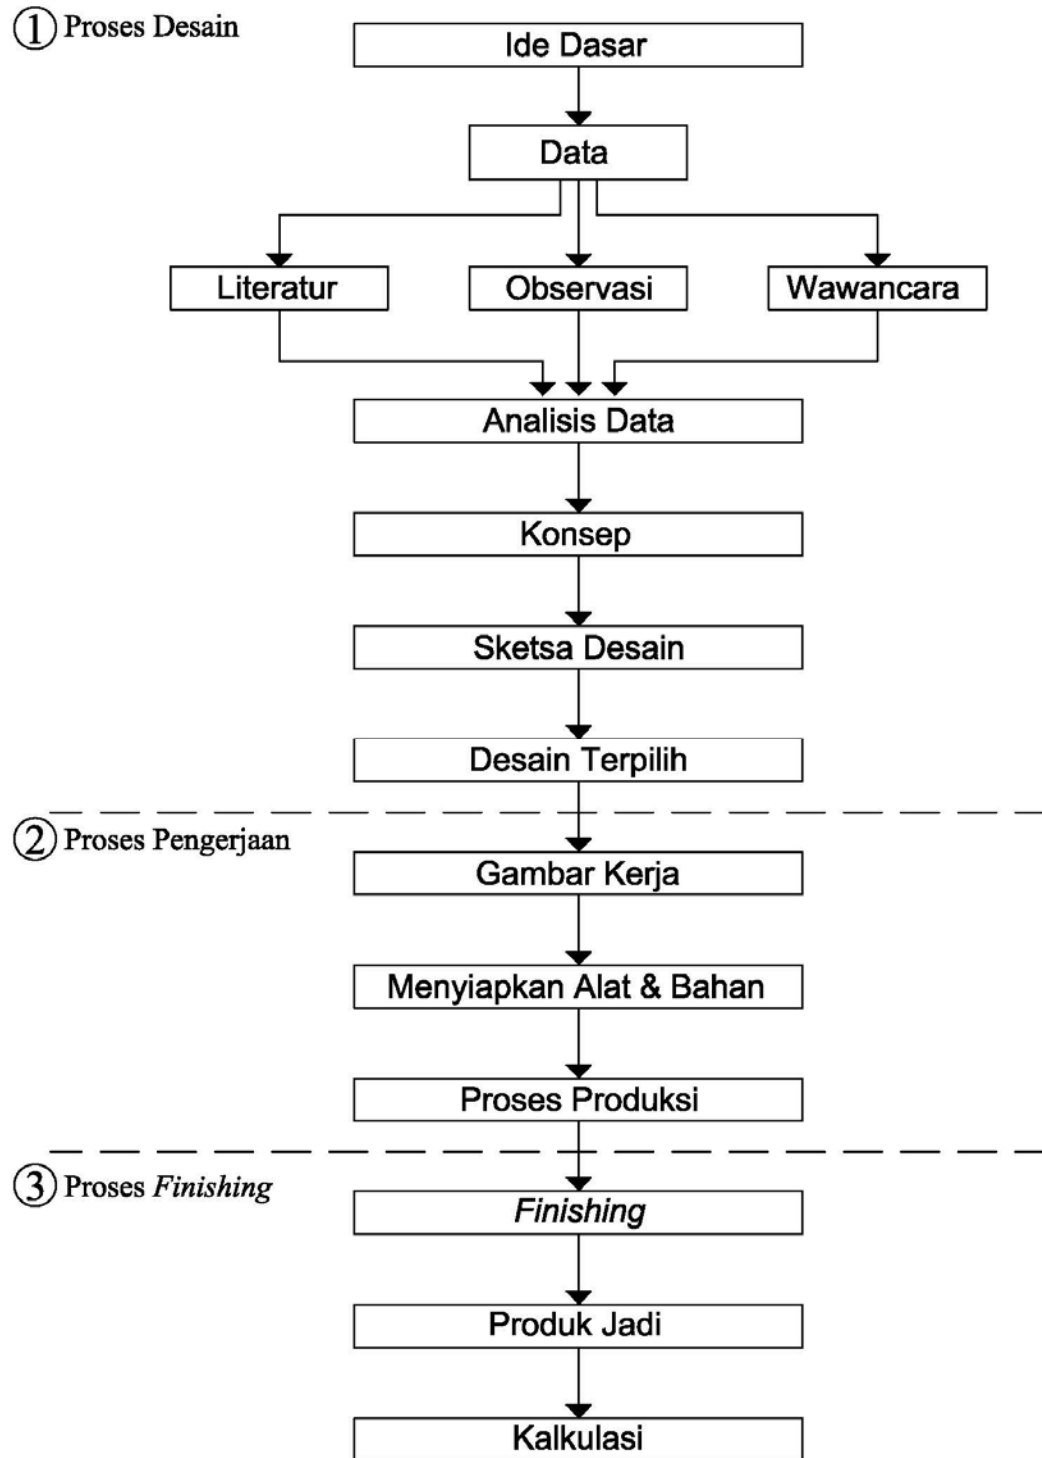 1 Proses Desain
Ide Dasar
Data
Literatur
Observasi
Wawancara
Analisis Data
Konsep
Sketsa Desain
Desain Terpilih
2 Proses Pengerjaan
Gambar Kerja
Menyiapkan Alat & Bahan
Proses Produksi
3 Proses Finishing
Finishing
Produk Jadi
Kalkulasi